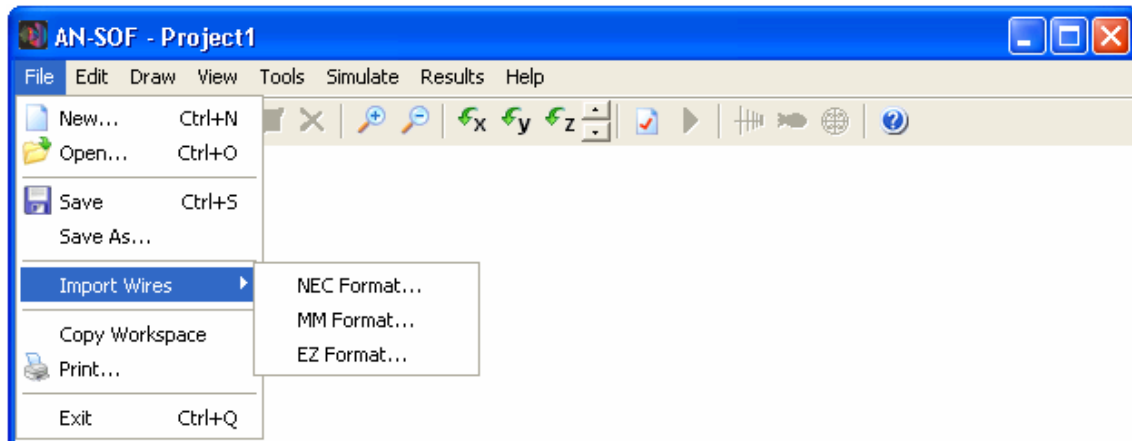 AN-SOF - Project1
File Edit Draw View Tools Simulate Results Help
New... Ctrl+N
x y z
Open... Ctrl+O
Save Ctrl+S
Save As...
Import Wires
NEC Format...
MM Format...
EZ Format...
Copy Workspace
Print...
Exit Ctrl+Q